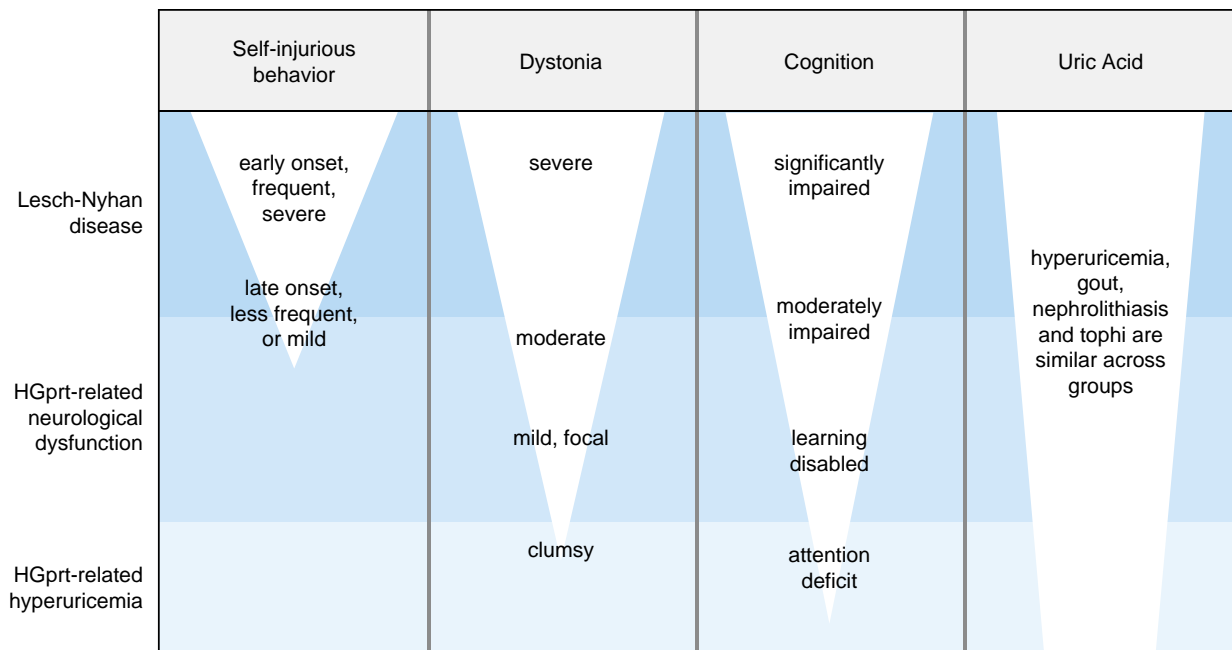 Self-injurious
behavior
Dystonia
Cognition
Uric Acid
Lesch-Nyhan
disease
early onset,
frequent,
severe
late onset,
less frequent,
or mild
severe
moderate
significantly
impaired
moderately
impaired
hyperuricemia,
gout,
nephrolithiasis
and tophi are
similar across
groups
HGprt-related
neurological
dysfunction
mild, focal
learning
disabled
HGprt-related
hyperuricemia
clumsy
attention
deficit